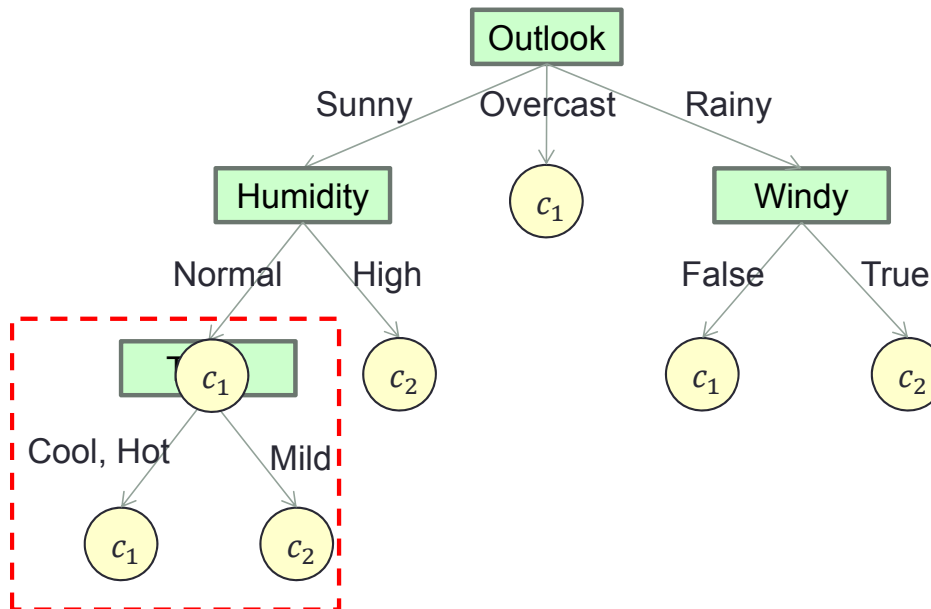 Outlook
Sunny Overcast Rainy
Humidity c₁ Windy
Normal High False True
c₁ c₂ c₁ c₂
Cool, Hot Mild
c₁ c₂